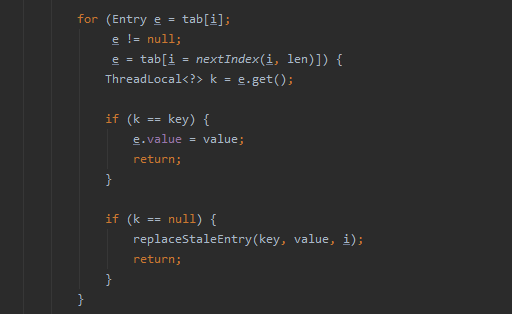 for (Entry e = tab[i];
e != null;
e = tab[i = nextIndex(i, len)]) {
ThreadLocal<?> k = e.get();
if (k == key) {
e.value = value;
return;
}
if (k == null) {
replaceStaleEntry(key, value, i);
return;
}
}